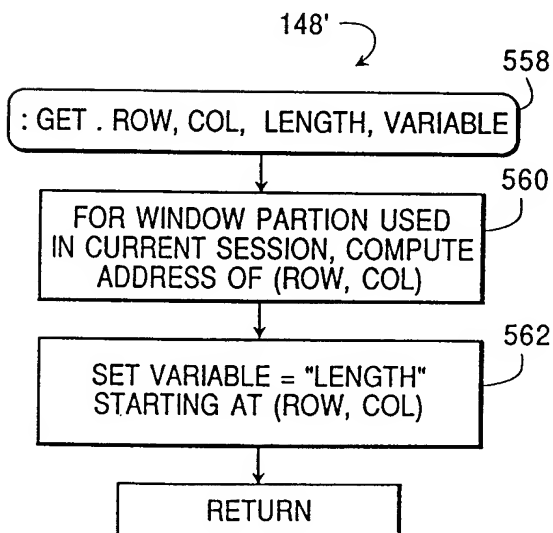 148'
558
: GET . ROW, COL, LENGTH, VARIABLE
560
FOR WINDOW PARTION USED
IN CURRENT SESSION, COMPUTE
ADDRESS OF (ROW, COL)
562
SET VARIABLE = "LENGTH"
STARTING AT (ROW, COL)
RETURN